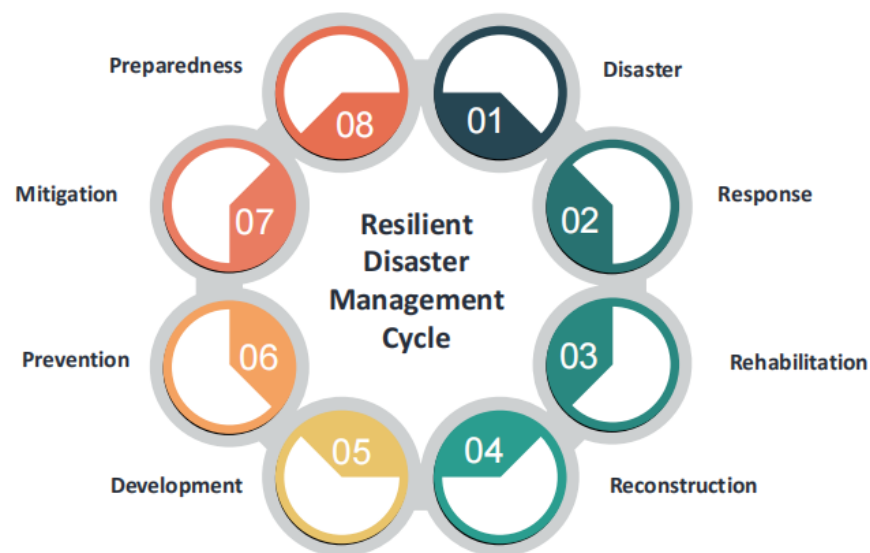 Resilient
Disaster
Management
Cycle
01
Disaster
02
Response
03
Rehabilitation
04
Reconstruction
05
Development
06
Prevention
07
Mitigation
08
Preparedness